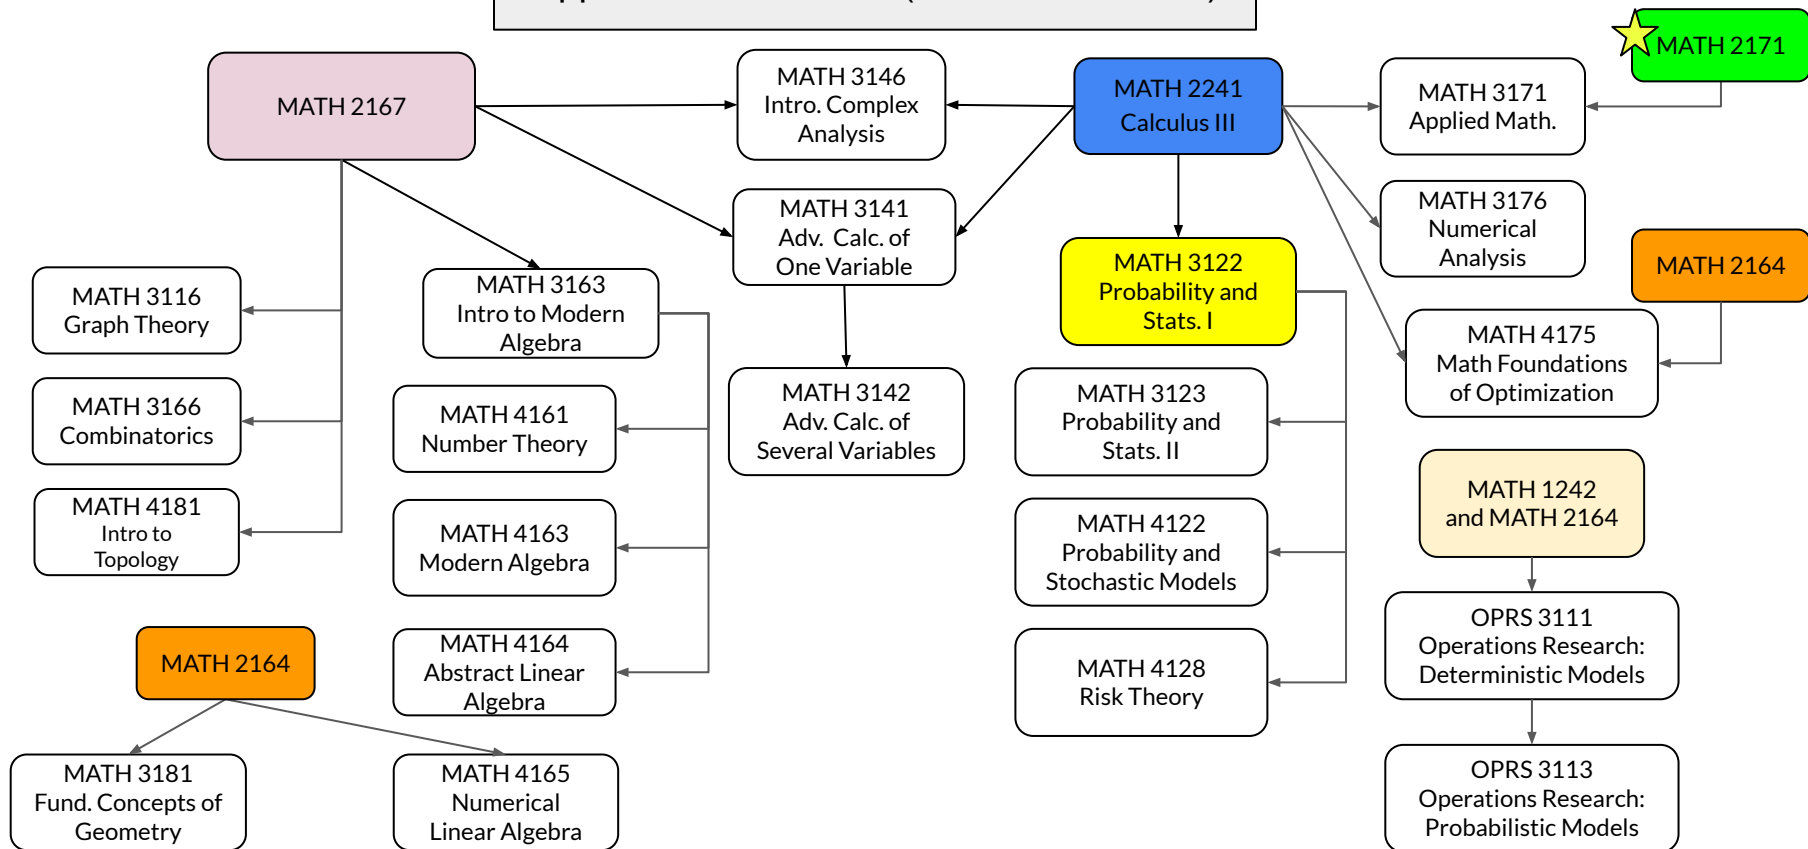 MATH 2167
MATH 3146
Intro. Complex
Analysis
MATH 2241
Calculus III
MATH 3171
Applied Math.
MATH 2171
MATH 3141
Adv. Calc. of
One Variable
MATH 3176
Numerical
Analysis
MATH 2164
MATH 3116
Graph Theory
MATH 3163
Intro to Modern
Algebra
MATH 3122
Probability and
Stats. I
MATH 4175
Math Foundations
of Optimization
MATH 3166
Combinatorics
MATH 4161
Number Theory
MATH 3142
Adv. Calc. of
Several Variables
MATH 3123
Probability and
Stats. II
MATH 1242
and MATH 2164
MATH 4181
Intro to
Topology
MATH 4163
Modern Algebra
MATH 4122
Probability and
Stochastic Models
OPRS 3111
Operations Research:
Deterministic Models
MATH 2164
MATH 4164
Abstract Linear
Algebra
MATH 4128
Risk Theory
MATH 3181
Fund. Concepts of
Geometry
MATH 4165
Numerical
Linear Algebra
OPRS 3113
Operations Research:
Probabilistic Models